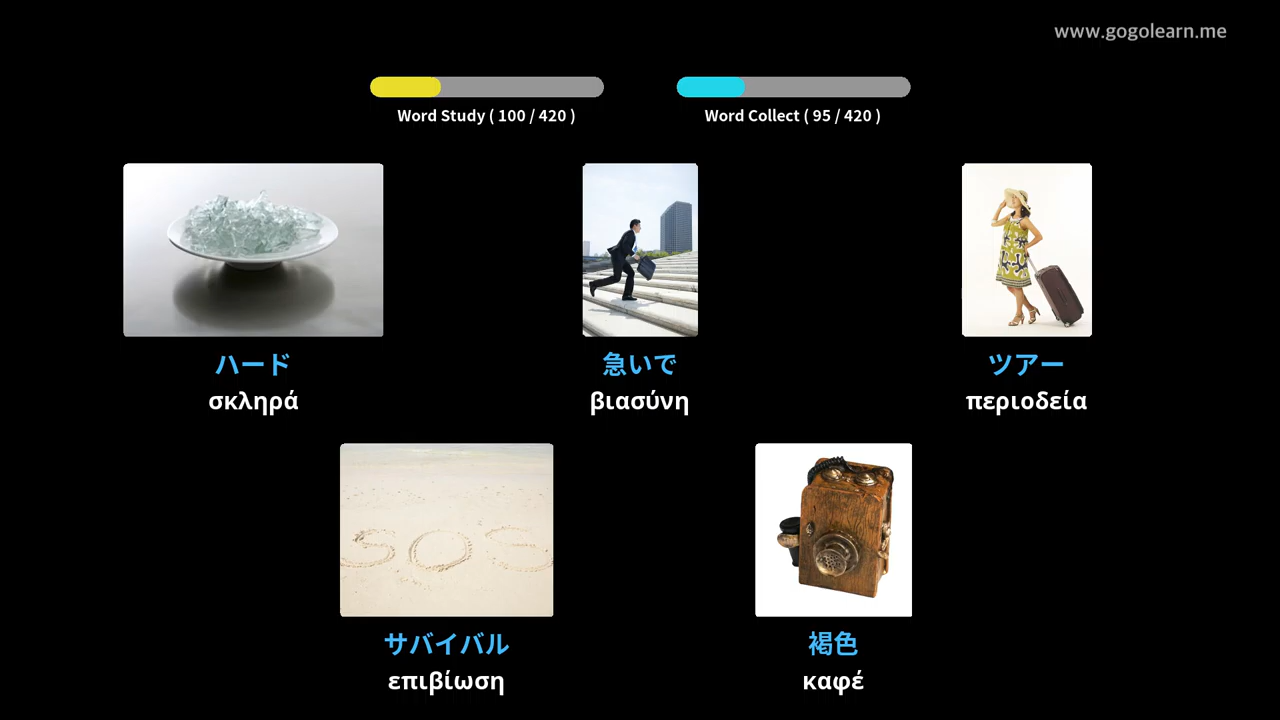 www.gogolearn.me
Word Study ( 100 / 420 )
Word Collect ( 95 / 420 )
ハード
σκληρά
急いで
βιασύνη
ツアー
περιοδεία
SOS
サバイバル
επιβίωση
褐色
καφέ